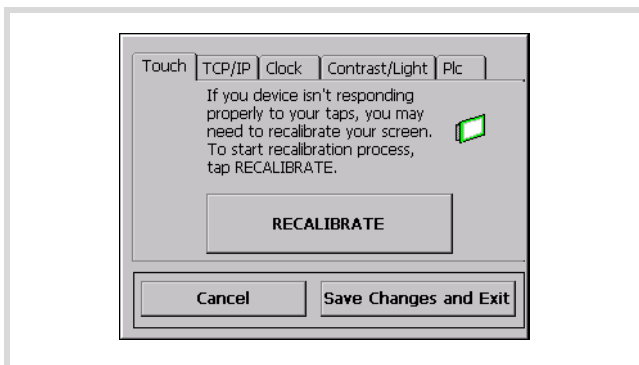 Touch TCP/IP Clock Contrast/Light Plc
If you device isn't responding
properly to your taps, you may
need to recalibrate your screen.
To start recalibration process,
tap RECALIBRATE.
RECALIBRATE
Cancel Save Changes and Exit